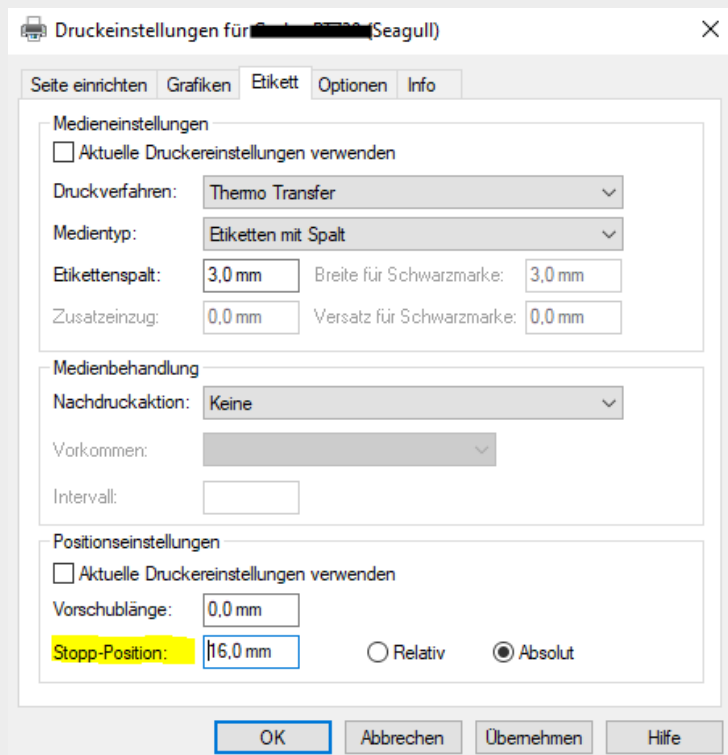 Druckeinstellungen für (Seagull)
Seite einrichten Grafiken Etikett Optionen Info
Medieneinstellungen
Aktuelle Druckereinstellungen verwenden
Druckverfahren: Thermo Transfer
Medientyp: Etiketten mit Spalt
Etikettenspalt: 3,0 mm Breite für Schwarzmarke: 3,0 mm
Zusatzeinzug: 0,0 mm Versatz für Schwarzmarke: 0,0 mm
Medienbehandlung
Nachdruckaktion: Keine
Vorkommen:
Intervall:
Positionseinstellungen
Aktuelle Druckereinstellungen verwenden
Vorschublänge: 0,0 mm
Stopp-Position: 16,0 mm Relativ Absolut
OK Abbrechen Übernehmen Hilfe